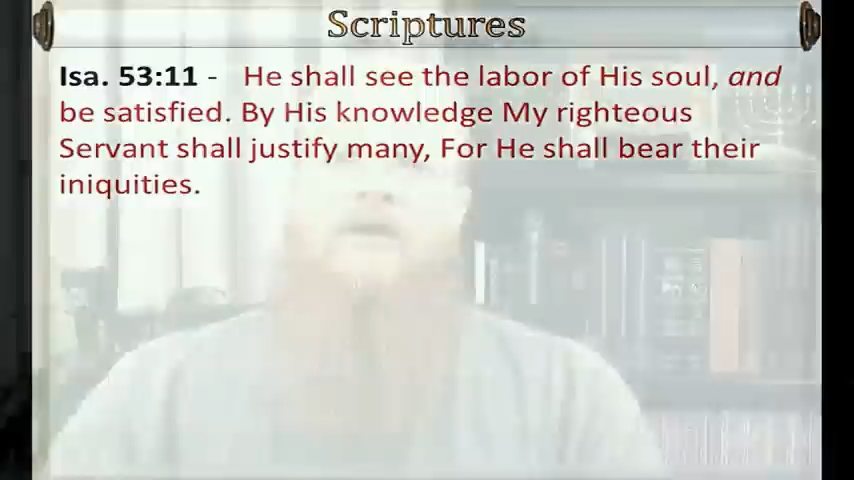 Scriptures
Isa. 53:11 - He shall see the labor of His soul, and
be satisfied. By His knowledge My righteous
Servant shall justify many, For He shall bear their
iniquities.